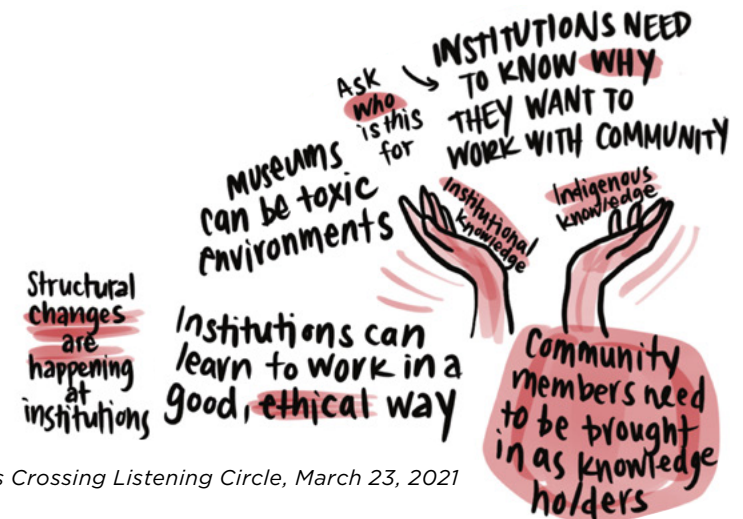 INSTITUTIONS NEED
TO KNOW WHY
THEY WANT TO
WORK WITH COMMUNITY
Ask
who
is this
for
MUSEUMS
can be toxic
environments
Institutional
knowledge
Indigenous
knowledge
Structural
changes
are
happening
at
institutions
Institutions can
learn to work in a
good, ethical way
Community
members need
to be brought
in as knowledge
holders
s Crossing Listening Circle, March 23, 2021